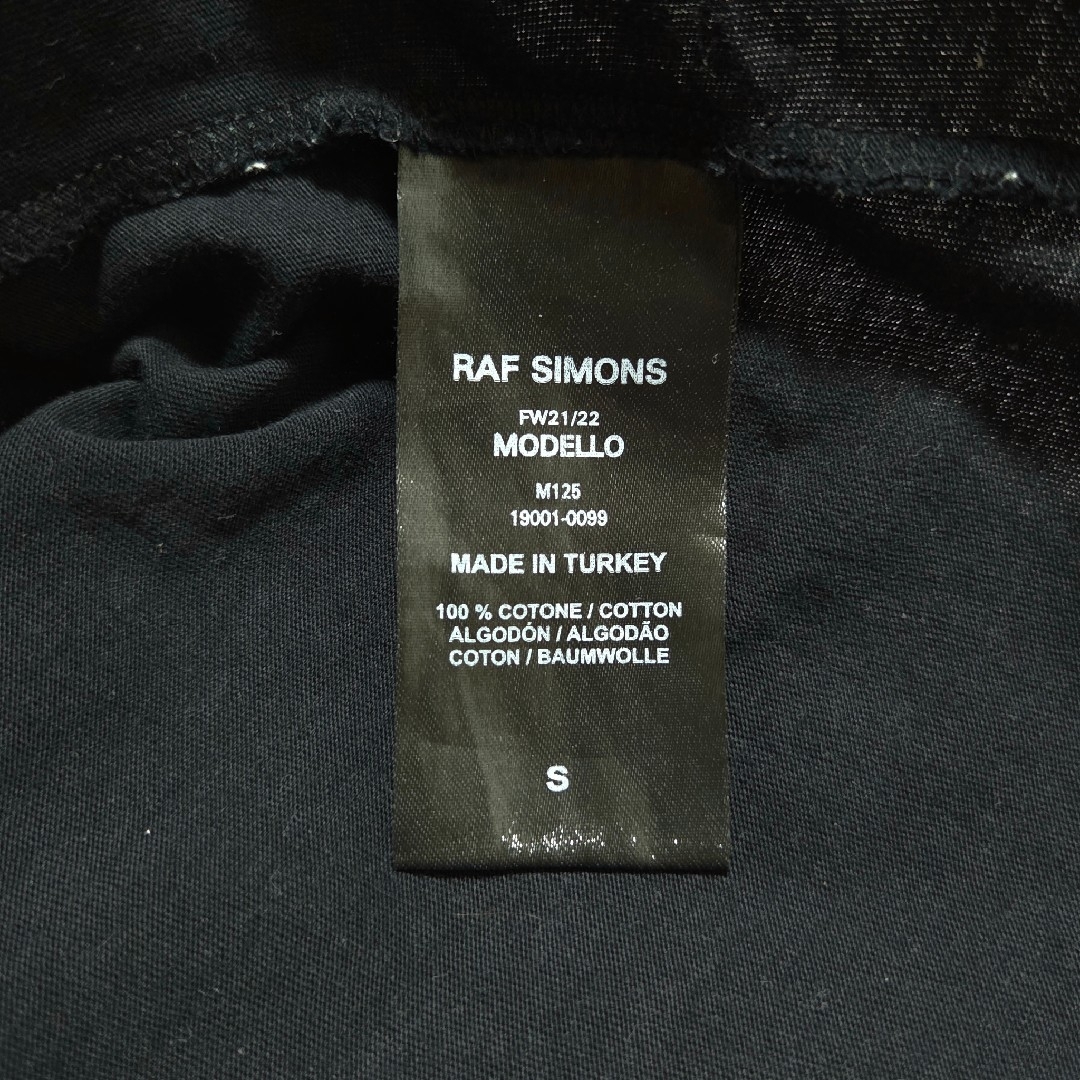 RAF SIMONS
FW21/22
MODELLO
M125
19001-0099
MADE IN TURKEY
100 % COTONE / COTTON
ALGODÓN / ALGODÃO
COTON / BAUMWOLLE
S